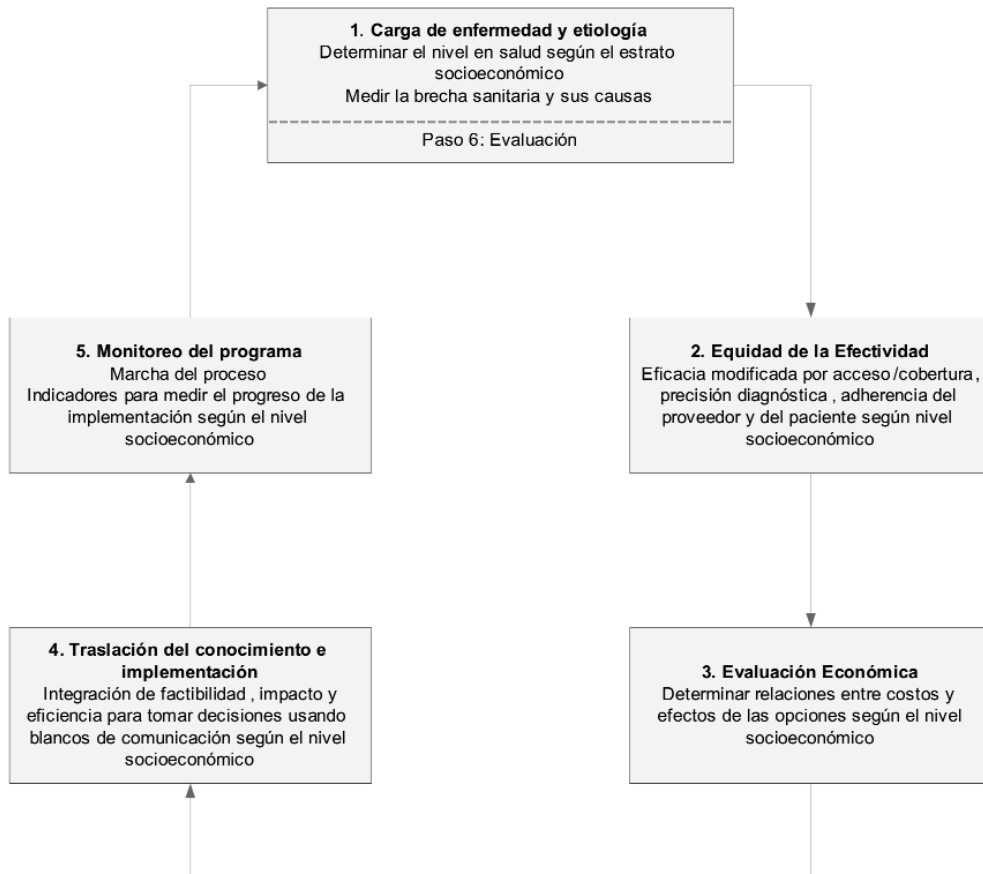 1. Carga de enfermedad y etiología
Determinar el nivel en salud según el estrato
socioeconómico
Medir la brecha sanitaria y sus causas
Paso 6: Evaluación
5. Monitoreo del programa
Marcha del proceso
Indicadores para medir el progreso de la
implementación según el nivel
socioeconómico
2. Equidad de la Efectividad
Eficacia modificada por acceso/cobertura,
precisión diagnóstica, adherencia del
proveedor y del paciente según nivel
socioeconómico
4. Traslación del conocimiento e
implementación
Integración de factibilidad, impacto y
eficiencia para tomar decisiones usando
blancos de comunicación según el nivel
socioeconómico
3. Evaluación Económica
Determinar relaciones entre costos y
efectos de las opciones según el nivel
socioeconómico